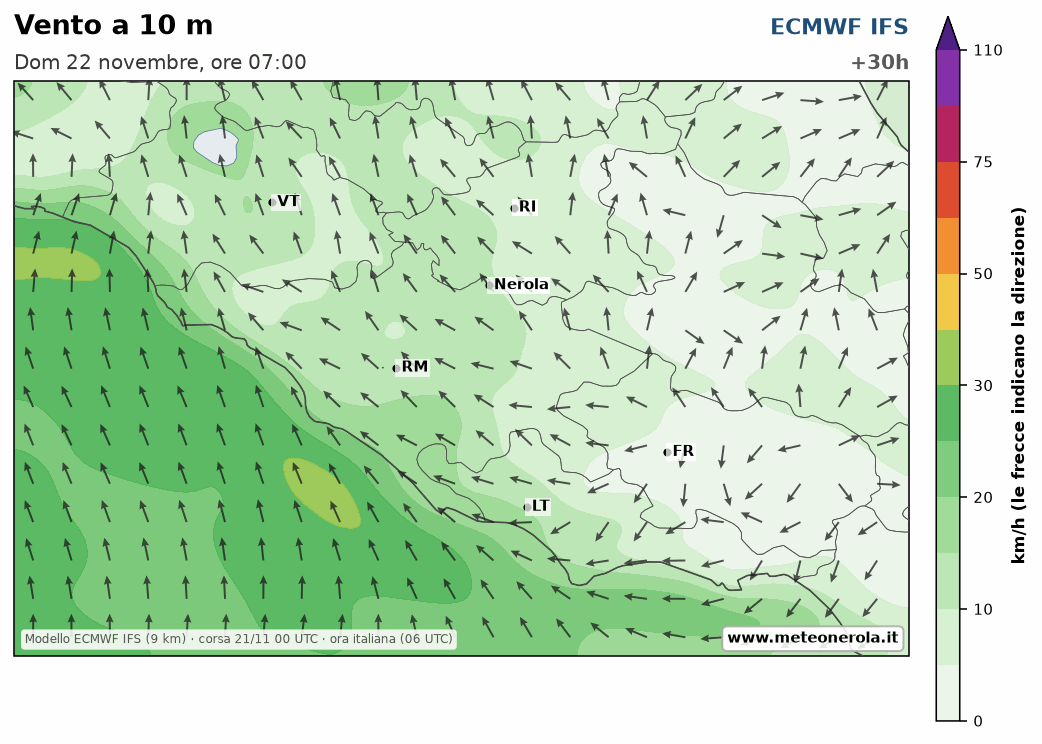 Vento a 10 m
ECMWF IFS
Dom 22 novembre, ore 07:00
+30h
VT
RI
Nerola
RM
FR
LT
Modello ECMWF IFS (9 km) · corsa 21/11 00 UTC · ora italiana (06 UTC)
www.meteonerola.it
110
75
50
30
20
10
0
km/h (le frecce indicano la direzione)